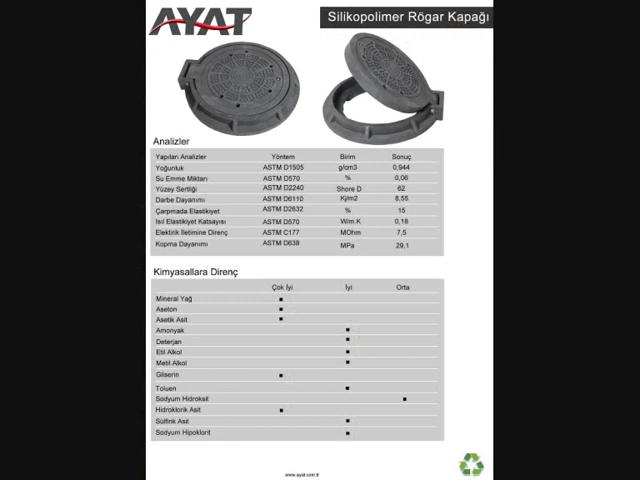 AYAT
Silikopolimer Rögar Kapağı
Analizler
Yapılan Analizler Yöntem Birim Sonuç
Yoğunluk ASTM D1505 g/cm3 0,944
Su Emme Miktarı ASTM D570 % 0,06
Yüzey Sertliği ASTM D2240 Shore D 62
Darbe Dayanımı ASTM D6110 Kj/m2 8,55
Çarpmada Elastikiyet ASTM D2632 % 15
Isıl Elastikiyet Katsayısı ASTM D570 W/m.K 0,18
Elektirik İletimine Direnç ASTM C177 MOhm 7,5
Kopma Dayanımı ASTM D638 MPa 29,1
Kimyasallara Direnç
Çok İyi İyi Orta
Mineral Yağ
Aseton
Asetik Asit
Amonyak
Deterjan
Etil Alkol
Metil Alkol
Gliserin
Toluen
Sodyum Hidroksit
Hidroklorik Asit
Sülfirik Asit
Sodyum Hipoklorit
www.ayat.com.tr